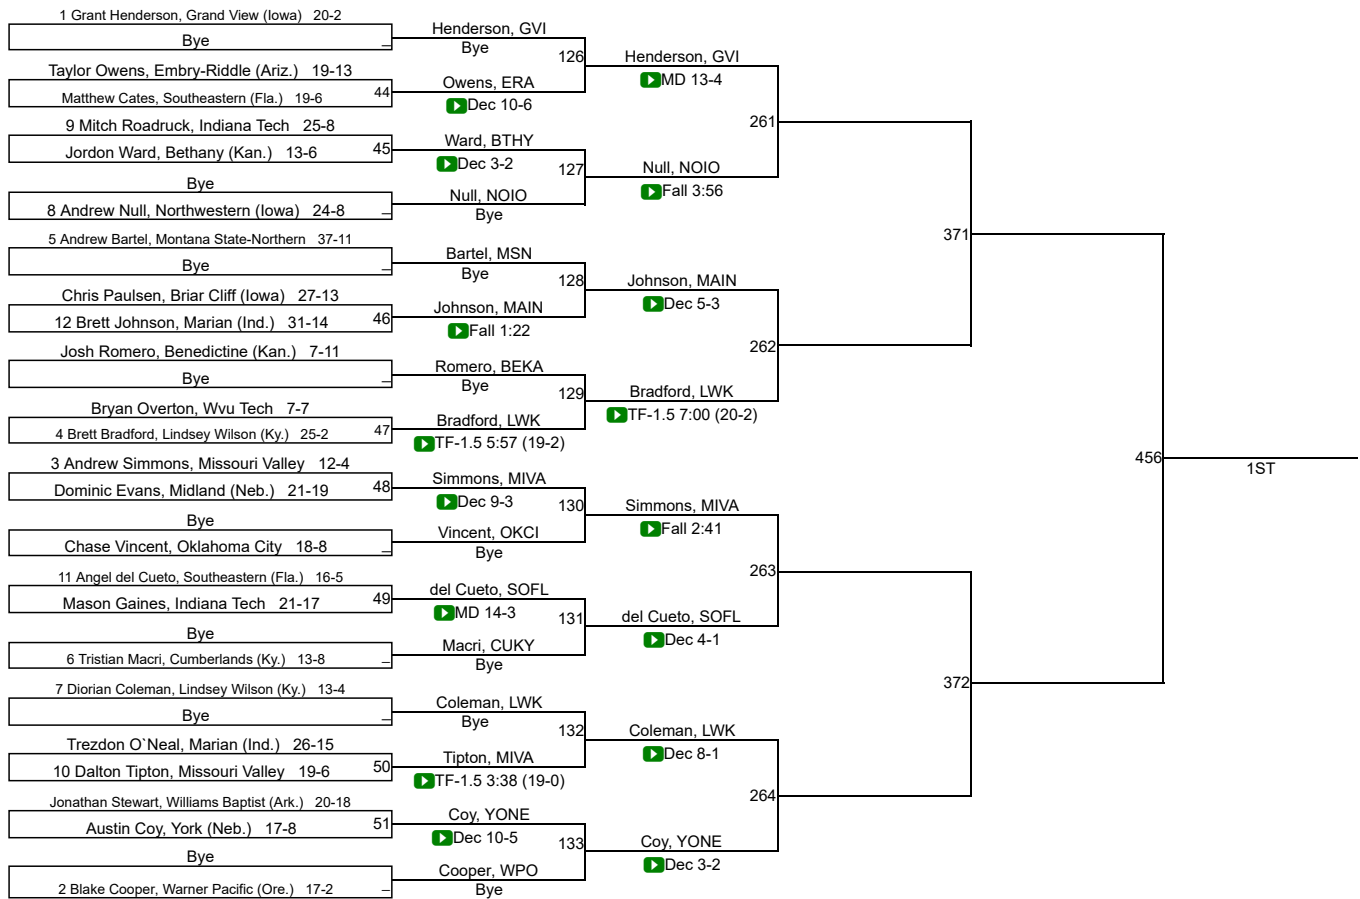 1 Grant Henderson, Grand View (Iowa) 20-2
Bye _
Taylor Owens, Embry-Riddle (Ariz.) 19-13
Matthew Cates, Southeastern (Fla.) 19-6 44
9 Mitch Roadruck, Indiana Tech 25-8
Jordon Ward, Bethany (Kan.) 13-6 45
Bye
8 Andrew Null, Northwestern (Iowa) 24-8 _
5 Andrew Bartel, Montana State-Northern 37-11
Bye _
Chris Paulsen, Briar Cliff (Iowa) 27-13
12 Brett Johnson, Marian (Ind.) 31-14 46
Josh Romero, Benedictine (Kan.) 7-11
Bye _
Bryan Overton, Wvu Tech 7-7
4 Brett Bradford, Lindsey Wilson (Ky.) 25-2 47
3 Andrew Simmons, Missouri Valley 12-4
Dominic Evans, Midland (Neb.) 21-19 48
Bye
Chase Vincent, Oklahoma City 18-8 _
11 Angel del Cueto, Southeastern (Fla.) 16-5
Mason Gaines, Indiana Tech 21-17 49
Bye
6 Tristian Macri, Cumberlands (Ky.) 13-8 _
7 Diorian Coleman, Lindsey Wilson (Ky.) 13-4
Bye _
Trezdon O`Neal, Marian (Ind.) 26-15
10 Dalton Tipton, Missouri Valley 19-6 50
Jonathan Stewart, Williams Baptist (Ark.) 20-18
Austin Coy, York (Neb.) 17-8 51
Bye
2 Blake Cooper, Warner Pacific (Ore.) 17-2 _
Henderson, GVI
Bye
126
Owens, ERA
Dec 10-6
Ward, BTHY
Dec 3-2
127
Null, NOIO
Bye
Bartel, MSN
Bye
128
Johnson, MAIN
Fall 1:22
Romero, BEKA
Bye
129
Bradford, LWK
TF-1.5 5:57 (19-2)
Simmons, MIVA
Dec 9-3
130
Vincent, OKCI
Bye
del Cueto, SOFL
MD 14-3
131
Macri, CUKY
Bye
Coleman, LWK
Bye
132
Tipton, MIVA
TF-1.5 3:38 (19-0)
Coy, YONE
Dec 10-5
133
Cooper, WPO
Bye
Henderson, GVI
MD 13-4
261
Null, NOIO
Fall 3:56
Johnson, MAIN
Dec 5-3
262
Bradford, LWK
TF-1.5 7:00 (20-2)
Simmons, MIVA
Fall 2:41
263
del Cueto, SOFL
Dec 4-1
Coleman, LWK
Dec 8-1
264
Coy, YONE
Dec 3-2
371
372
456
1ST